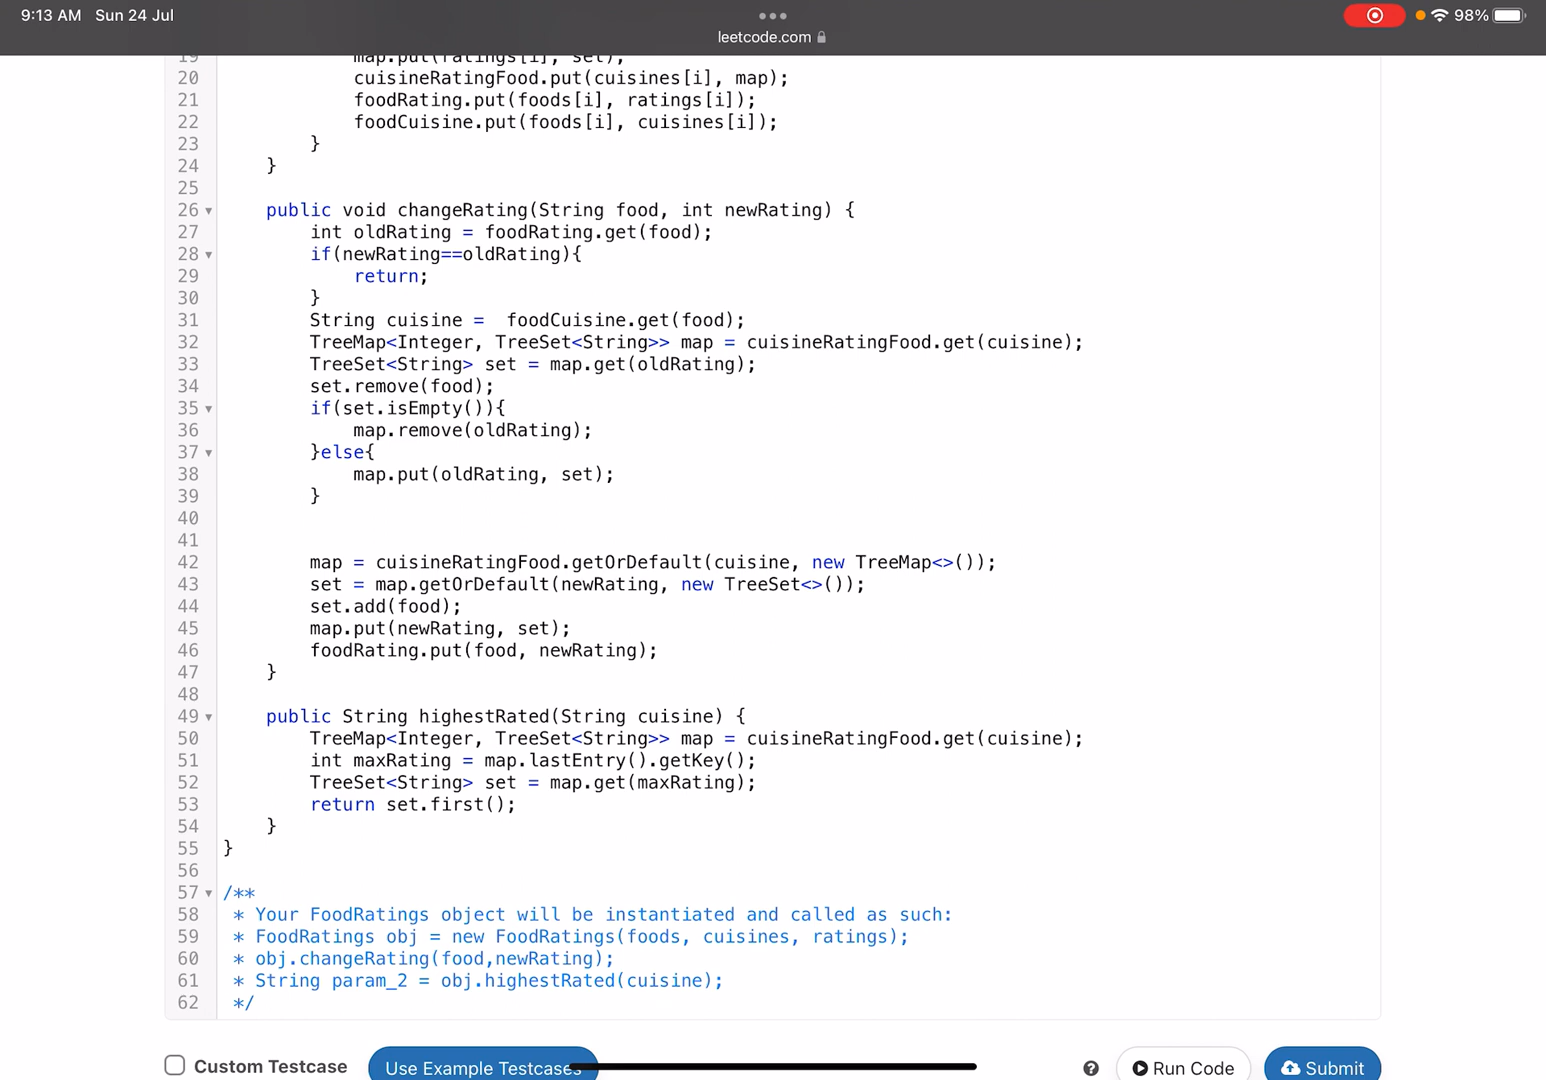 9:13 AM Sun 24 Jul
98%
leetcode.com
19 map.put(ratings[i], set);
20 cuisineRatingFood.put(cuisines[i], map);
21 foodRating.put(foods[i], ratings[i]);
22 foodCuisine.put(foods[i], cuisines[i]);
23 }
24 }
25
26 public void changeRating(String food, int newRating) {
27 int oldRating = foodRating.get(food);
28 if(newRating==oldRating){
29 return;
30 }
31 String cuisine =  foodCuisine.get(food);
32 TreeMap<Integer, TreeSet<String>> map = cuisineRatingFood.get(cuisine);
33 TreeSet<String> set = map.get(oldRating);
34 set.remove(food);
35 if(set.isEmpty()){
36 map.remove(oldRating);
37 }else{
38 map.put(oldRating, set);
39 }
40
41
42 map = cuisineRatingFood.getOrDefault(cuisine, new TreeMap<>());
43 set = map.getOrDefault(newRating, new TreeSet<>());
44 set.add(food);
45 map.put(newRating, set);
46 foodRating.put(food, newRating);
47 }
48
49 public String highestRated(String cuisine) {
50 TreeMap<Integer, TreeSet<String>> map = cuisineRatingFood.get(cuisine);
51 int maxRating = map.lastEntry().getKey();
52 TreeSet<String> set = map.get(maxRating);
53 return set.first();
54 }
55 }
56
57 /**
58 * Your FoodRatings object will be instantiated and called as such:
59 * FoodRatings obj = new FoodRatings(foods, cuisines, ratings);
60 * obj.changeRating(food,newRating);
61 * String param_2 = obj.highestRated(cuisine);
62 */
Custom Testcase
Use Example Testcases
?
Run Code
Submit